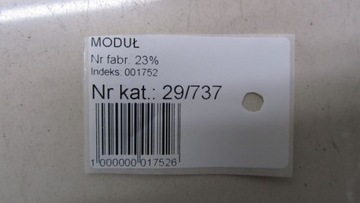 MODUŁ
Nr fabr. 23%
Indeks: 001752
Nr kat.: 29/737
1 000000 017526